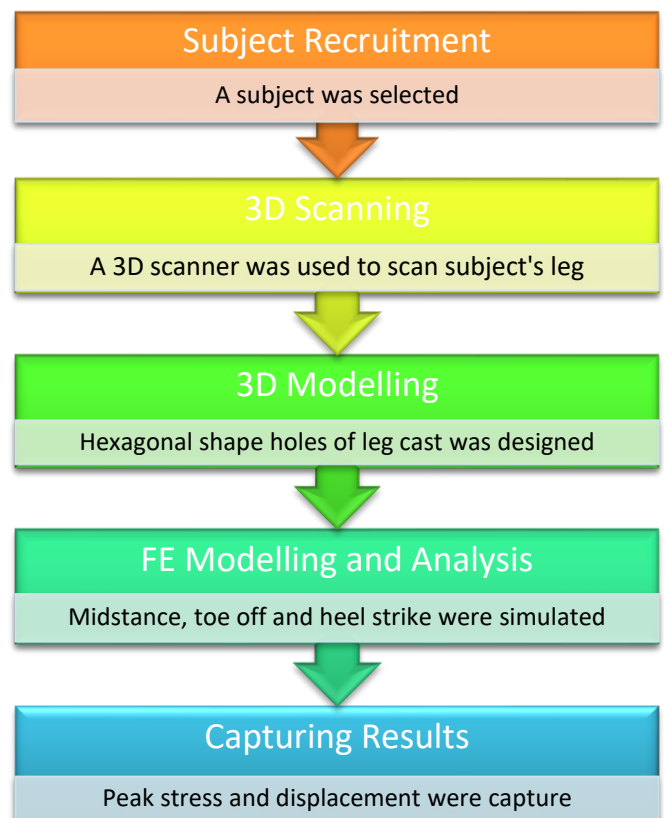 Subject Recruitment
A subject was selected
3D Scanning
A 3D scanner was used to scan subject's leg
3D Modelling
Hexagonal shape holes of leg cast was designed
FE Modelling and Analysis
Midstance, toe off and heel strike were simulated
Capturing Results
Peak stress and displacement were capture